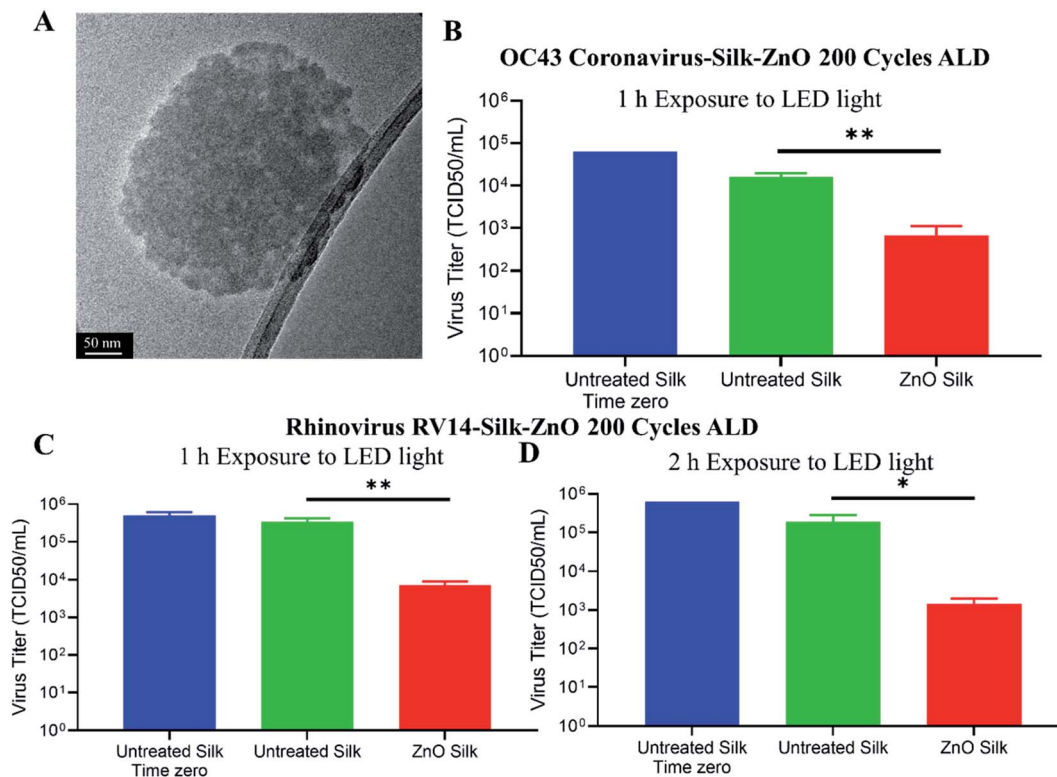 A
50 nm
B
OC43 Coronavirus-Silk-ZnO 200 Cycles ALD
1 h Exposure to LED light
**
Virus Titer (TCID50/mL)
10⁶
10⁵
10⁴
10³
10²
10¹
10⁰
Untreated Silk
Time zero
Untreated Silk
ZnO Silk
Rhinovirus RV14-Silk-ZnO 200 Cycles ALD
C
1 h Exposure to LED light
**
Virus Titer (TCID50/mL)
10⁶
10⁵
10⁴
10³
10²
10¹
10⁰
Untreated Silk
Time zero
Untreated Silk
ZnO Silk
D
2 h Exposure to LED light
*
Virus Titer (TCID50/mL)
10⁶
10⁵
10⁴
10³
10²
10¹
10⁰
Untreated Silk
Time zero
Untreated Silk
ZnO Silk